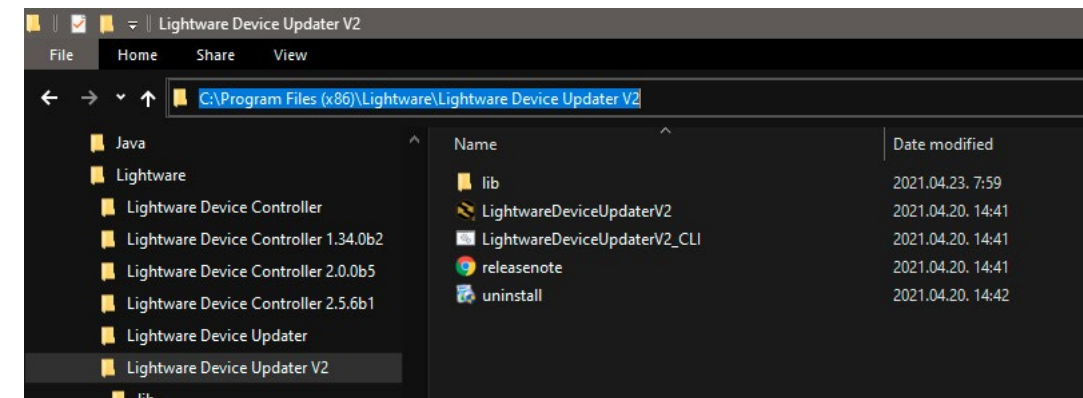 Lightware Device Updater V2
File Home Share View
C:\Program Files (x86)\Lightware\Lightware Device Updater V2
Java
Lightware
Lightware Device Controller
Lightware Device Controller 1.34.0b2
Lightware Device Controller 2.0.0b5
Lightware Device Controller 2.5.6b1
Lightware Device Updater
Lightware Device Updater V2
lib
Name Date modified
lib 2021.04.23. 7:59
LightwareDeviceUpdaterV2 2021.04.20. 14:41
LightwareDeviceUpdaterV2_CLI 2021.04.20. 14:41
releasenote 2021.04.20. 14:41
uninstall 2021.04.20. 14:42